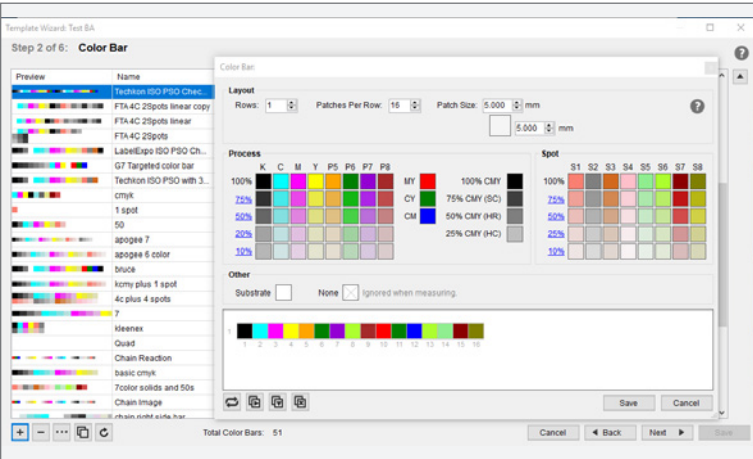 Template Wizard: Test BA
Step 2 of 6: Color Bar
Preview Name
Techkon ISO PSO Chec...
FTA 4C 2Spots linear copy
FTA 4C 2Spots linear
FTA 4C 2Spots
LabelExpo ISO PSO Ch...
G7 Targeted color bar
Techkon ISO PSO with 3...
cmyk
1 spot
50
apogee 7
apogee 6 color
bruce
kcmy plus 1 spot
4c plus 4 spots
7
kleenex
Quad
Chain Reaction
basic cmyk
7color solids and 50s
Chain Image
chain right side bar
Total Color Bars: 51
Color Bar:
Layout
Rows: 1 Patches Per Row: 16 Patch Size: 5.000 mm
5.000 mm
Process
K C M Y P5 P6 P7 P8
100%
75%
50%
20%
10%
MY
CY
CM
100% CMY
75% CMY (SC)
50% CMY (HR)
25% CMY (HC)
Spot
S1 S2 S3 S4 S5 S6 S7 S8
100%
75%
50%
25%
10%
Other
Substrate None Ignored when measuring.
1
1 2 3 4 5 6 7 8 9 10 11 12 13 14 15 16
Save Cancel
Cancel Back Next Save